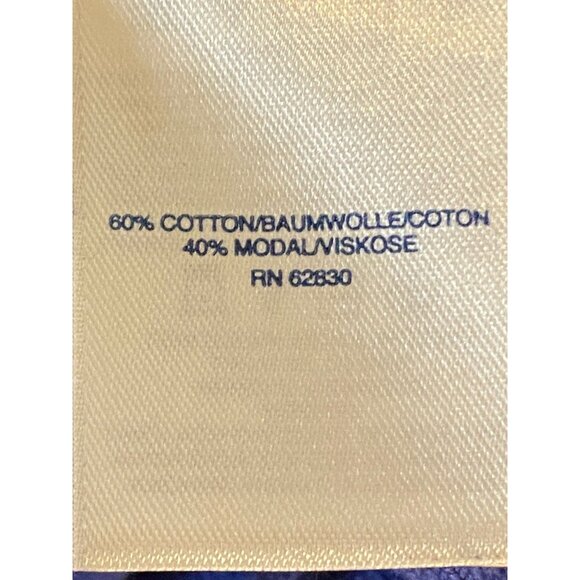 60% COTTON/BAUMWOLLE/COTON
40% MODAL/VISKOSE
RN 62830